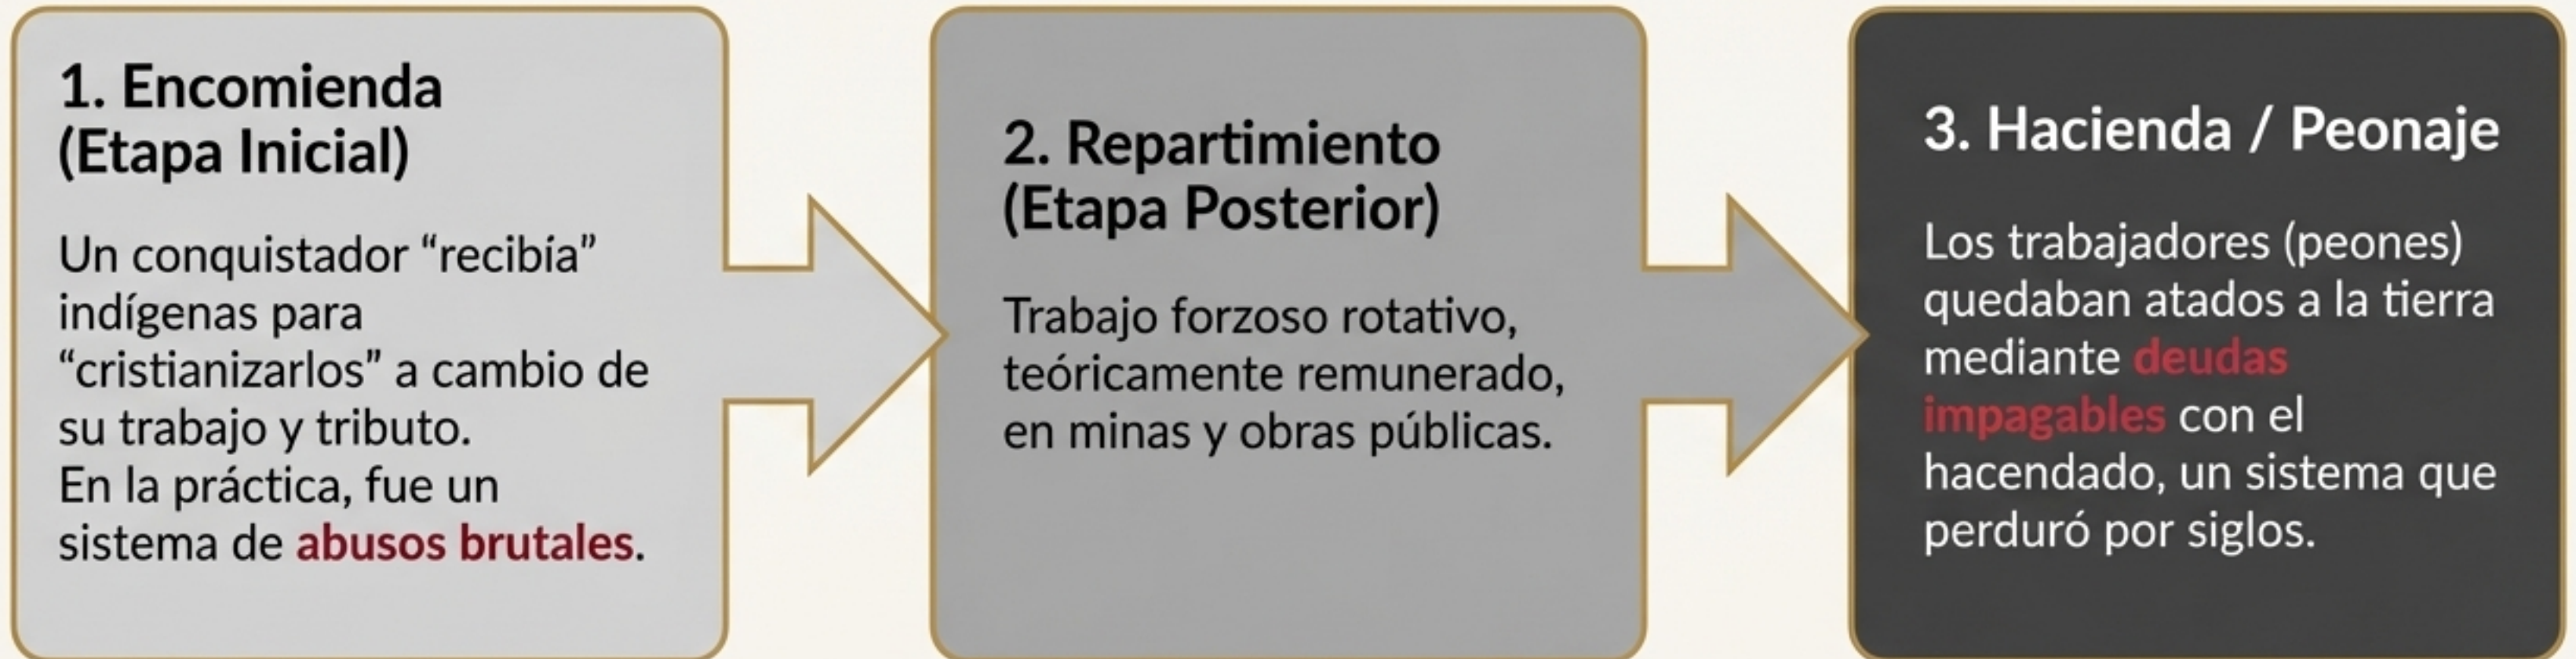 1. Encomienda
(Etapa Inicial)
Un conquistador “recibía”
indígenas para
“cristianizarlos” a cambio de
su trabajo y tributo.
En la práctica, fue un
sistema de abusos brutales.
2. Repartimiento
(Etapa Posterior)
Trabajo forzoso rotativo,
teóricamente remunerado,
en minas y obras públicas.
3. Hacienda / Peonaje
Los trabajadores (peones)
quedaban atados a la tierra
mediante deudas
impagables con el
hacendado, un sistema que
perduró por siglos.